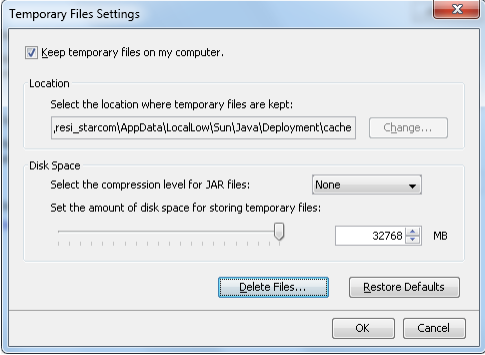 Temporary Files Settings
Keep temporary files on my computer.
Location
Select the location where temporary files are kept:
,resi_starcom\AppData\LocalLow\Sun\Java\Deployment\cache
Change...
Disk Space
Select the compression level for JAR files:
None
Set the amount of disk space for storing temporary files:
32768 MB
Delete Files...
Restore Defaults
OK
Cancel